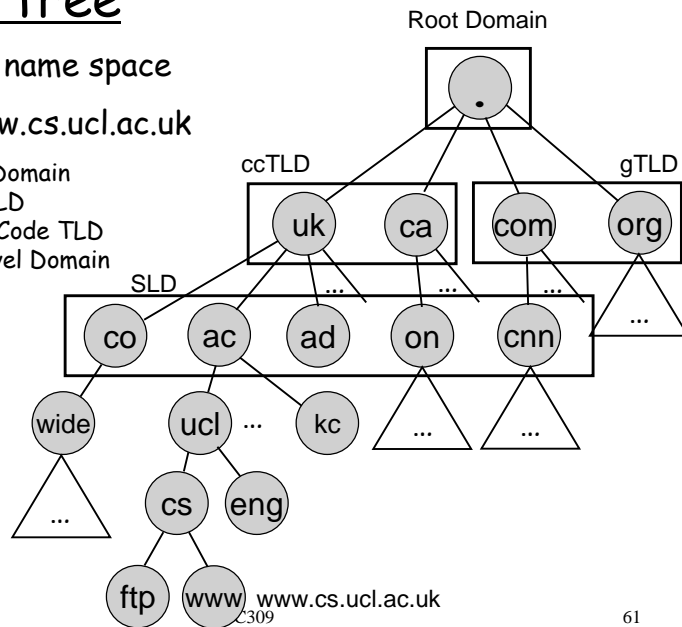 Tree
Root Domain
name space
w.cs.ucl.ac.uk
.
Domain
LD
Code TLD
vel Domain
ccTLD
gTLD
uk
ca
com
org
SLD
...
...
...
...
co
ac
ad
on
cnn
wide
ucl
...
kc
...
...
cs
eng
...
ftp
www
www.cs.ucl.ac.uk
C309
61